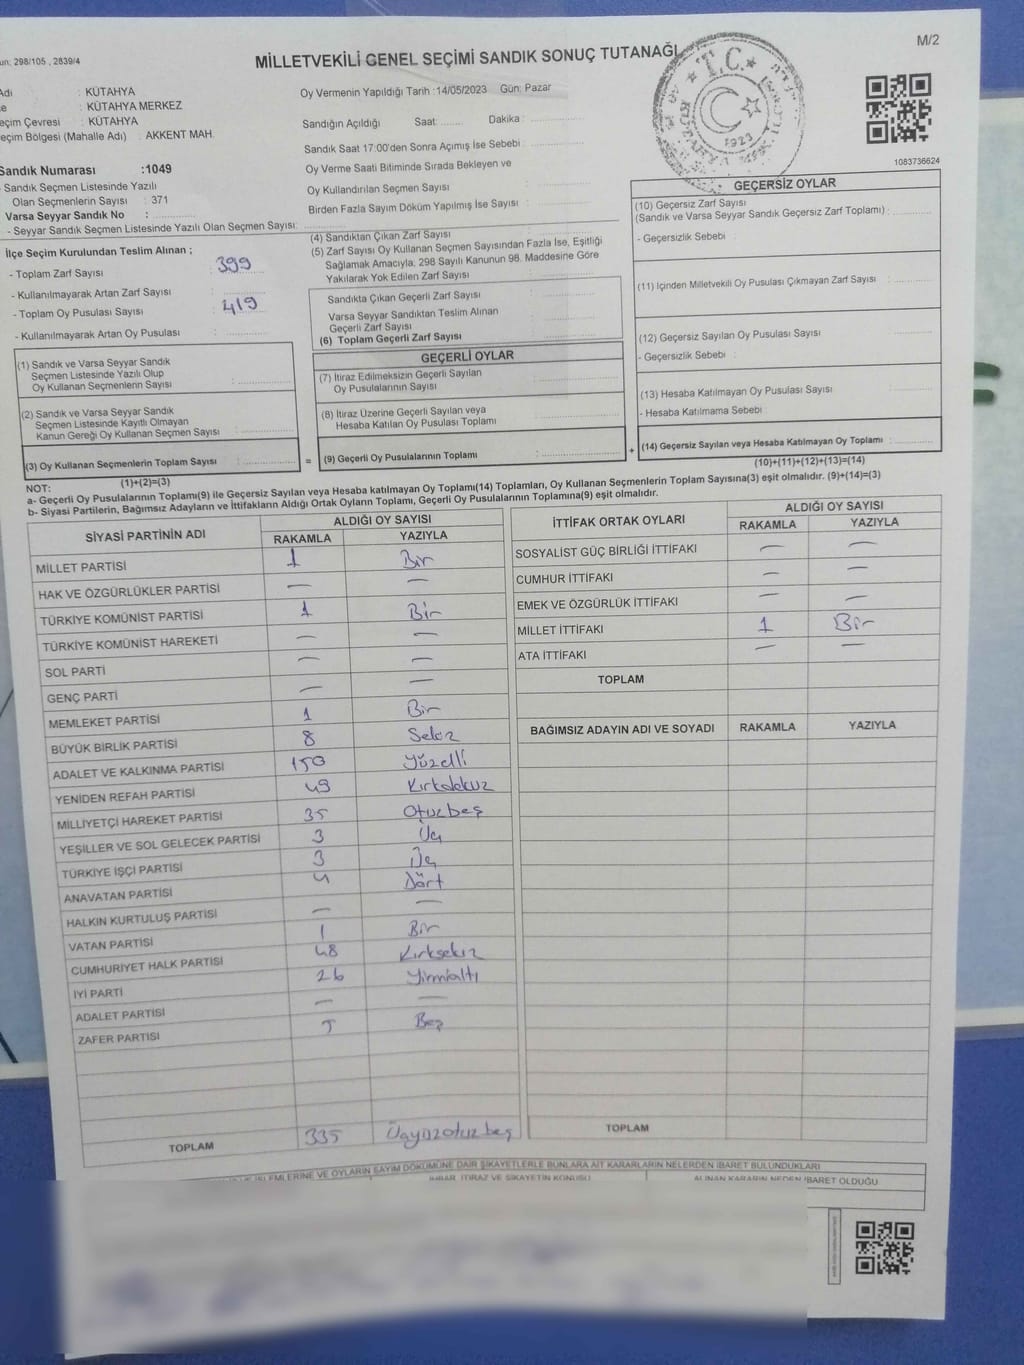 un: 298/105 , 2839/4
MİLLETVEKİLİ GENEL SEÇİMİ SANDIK SONUÇ TUTANAĞI
M/2
Adı : KÜTAHYA
e : KÜTAHYA MERKEZ
eçim Çevresi : KÜTAHYA
eçim Bölgesi (Mahalle Adı) : AKKENT MAH.
Sandık Numarası :1049
- Sandık Seçmen Listesinde Yazılı
Olan Seçmenlerin Sayısı : 371
Varsa Seyyar Sandık No :
- Seyyar Sandık Seçmen Listesinde Yazılı Olan Seçmen Sayısı:
Oy Vermenin Yapıldığı Tarih :14/05/2023 Gün: Pazar
Sandığın Açıldığı Saat: Dakika :
Sandık Saat 17:00'den Sonra Açımış İse Sebebi :
Oy Verme Saati Bitiminde Sırada Bekleyen ve
Oy Kullandırılan Seçmen Sayısı :
Birden Fazla Sayım Döküm Yapılmış İse Sayısı :
T.C.
1923
1083736624
İlçe Seçim Kurulundan Teslim Alınan ;
- Toplam Zarf Sayısı : 399
- Kullanılmayarak Artan Zarf Sayısı :
- Toplam Oy Pusulası Sayısı : 419
- Kullanılmayarak Artan Oy Pusulası :
(1) Sandık ve Varsa Seyyar Sandık
Seçmen Listesinde Yazılı Olup
Oy Kullanan Seçmenlerin Sayısı :
(2) Sandık ve Varsa Seyyar Sandık
Seçmen Listesinde Kayıtlı Olmayan
Kanun Gereği Oy Kullanan Seçmen Sayısı :
(3) Oy Kullanan Seçmenlerin Toplam Sayısı : =
(1)+(2)=(3)
(4) Sandıktan Çıkan Zarf Sayısı :
(5) Zarf Sayısı Oy Kullanan Seçmen Sayısından Fazla İse, Eşitliği
Sağlamak Amacıyla; 298 Sayılı Kanunun 98. Maddesine Göre
Yakılarak Yok Edilen Zarf Sayısı :
Sandıkta Çıkan Geçerli Zarf Sayısı :
Varsa Seyyar Sandıktan Teslim Alınan
Geçerli Zarf Sayısı :
(6) Toplam Geçerli Zarf Sayısı :
GEÇERLİ OYLAR
(7) İtiraz Edilmeksizin Geçerli Sayılan
Oy Pusulalarının Sayısı :
(8) İtiraz Üzerine Geçerli Sayılan veya
Hesaba Katılan Oy Pusulası Toplamı :
(9) Geçerli Oy Pusulalarının Toplamı : +
GEÇERSİZ OYLAR
(10) Geçersiz Zarf Sayısı
(Sandık ve Varsa Seyyar Sandık Geçersiz Zarf Toplamı) :
- Geçersizlik Sebebi :
(11) İçinden Milletvekili Oy Pusulası Çıkmayan Zarf Sayısı :
(12) Geçersiz Sayılan Oy Pusulası Sayısı :
- Geçersizlik Sebebi :
(13) Hesaba Katılmayan Oy Pusulası Sayısı :
- Hesaba Katılmama Sebebi :
(14) Geçersiz Sayılan veya Hesaba Katılmayan Oy Toplamı :
(10)+(11)+(12)+(13)=(14)
NOT:
a- Geçerli Oy Pusulalarının Toplamı(9) ile Geçersiz Sayılan veya Hesaba katılmayan Oy Toplamı(14) Toplamları, Oy Kullanan Seçmenlerin Toplam Sayısına(3) eşit olmalıdır. (9)+(14)=(3)
b- Siyasi Partilerin, Bağımsız Adayların ve İttifakların Aldığı Ortak Oyların Toplamı, Geçerli Oy Pusulalarının Toplamına(9) eşit olmalıdır.
SİYASİ PARTİNİN ADI ALDIĞI OY SAYISI
RAKAMLA YAZIYLA
MİLLET PARTİSİ 1 Bir
HAK VE ÖZGÜRLÜKLER PARTİSİ — —
TÜRKİYE KOMÜNİST PARTİSİ 1 Bir
TÜRKİYE KOMÜNİST HAREKETİ — —
SOL PARTİ — —
GENÇ PARTİ — —
MEMLEKET PARTİSİ 1 Bir
BÜYÜK BİRLİK PARTİSİ 8 Sekiz
ADALET VE KALKINMA PARTİSİ 150 Yüzelli
YENİDEN REFAH PARTİSİ 49 Kırkdokuz
MİLLİYETÇİ HAREKET PARTİSİ 35 Otuzbeş
YEŞİLLER VE SOL GELECEK PARTİSİ 3 Üç
TÜRKİYE İŞÇİ PARTİSİ 3 Üç
ANAVATAN PARTİSİ 4 Dört
HALKIN KURTULUŞ PARTİSİ — —
VATAN PARTİSİ 1 Bir
CUMHURİYET HALK PARTİSİ 48 Kırksekiz
İYİ PARTİ 26 Yirmialtı
ADALET PARTİSİ — —
ZAFER PARTİSİ 5 Beş
TOPLAM 335 Üçyüzotuzbeş
İTTİFAK ORTAK OYLARI ALDIĞI OY SAYISI
RAKAMLA YAZIYLA
SOSYALİST GÜÇ BİRLİĞİ İTTİFAKI — —
CUMHUR İTTİFAKI — —
EMEK VE ÖZGÜRLÜK İTTİFAKI — —
MİLLET İTTİFAKI 1 Bir
ATA İTTİFAKI — —
TOPLAM
BAĞIMSIZ ADAYIN ADI VE SOYADI RAKAMLA YAZIYLA
TOPLAM
İŞLEMLERİNE VE OYLARIN SAYIM DÖKÜMÜNE DAİR ŞİKAYETLERLE BUNLARA AİT KARARLARIN NELERDEN İBARET BULUNDUKLARI
İHBAR, İTİRAZ VE ŞİKAYETİN KONUSU ALINAN KARARIN NEDEN İBARET OLDUĞU